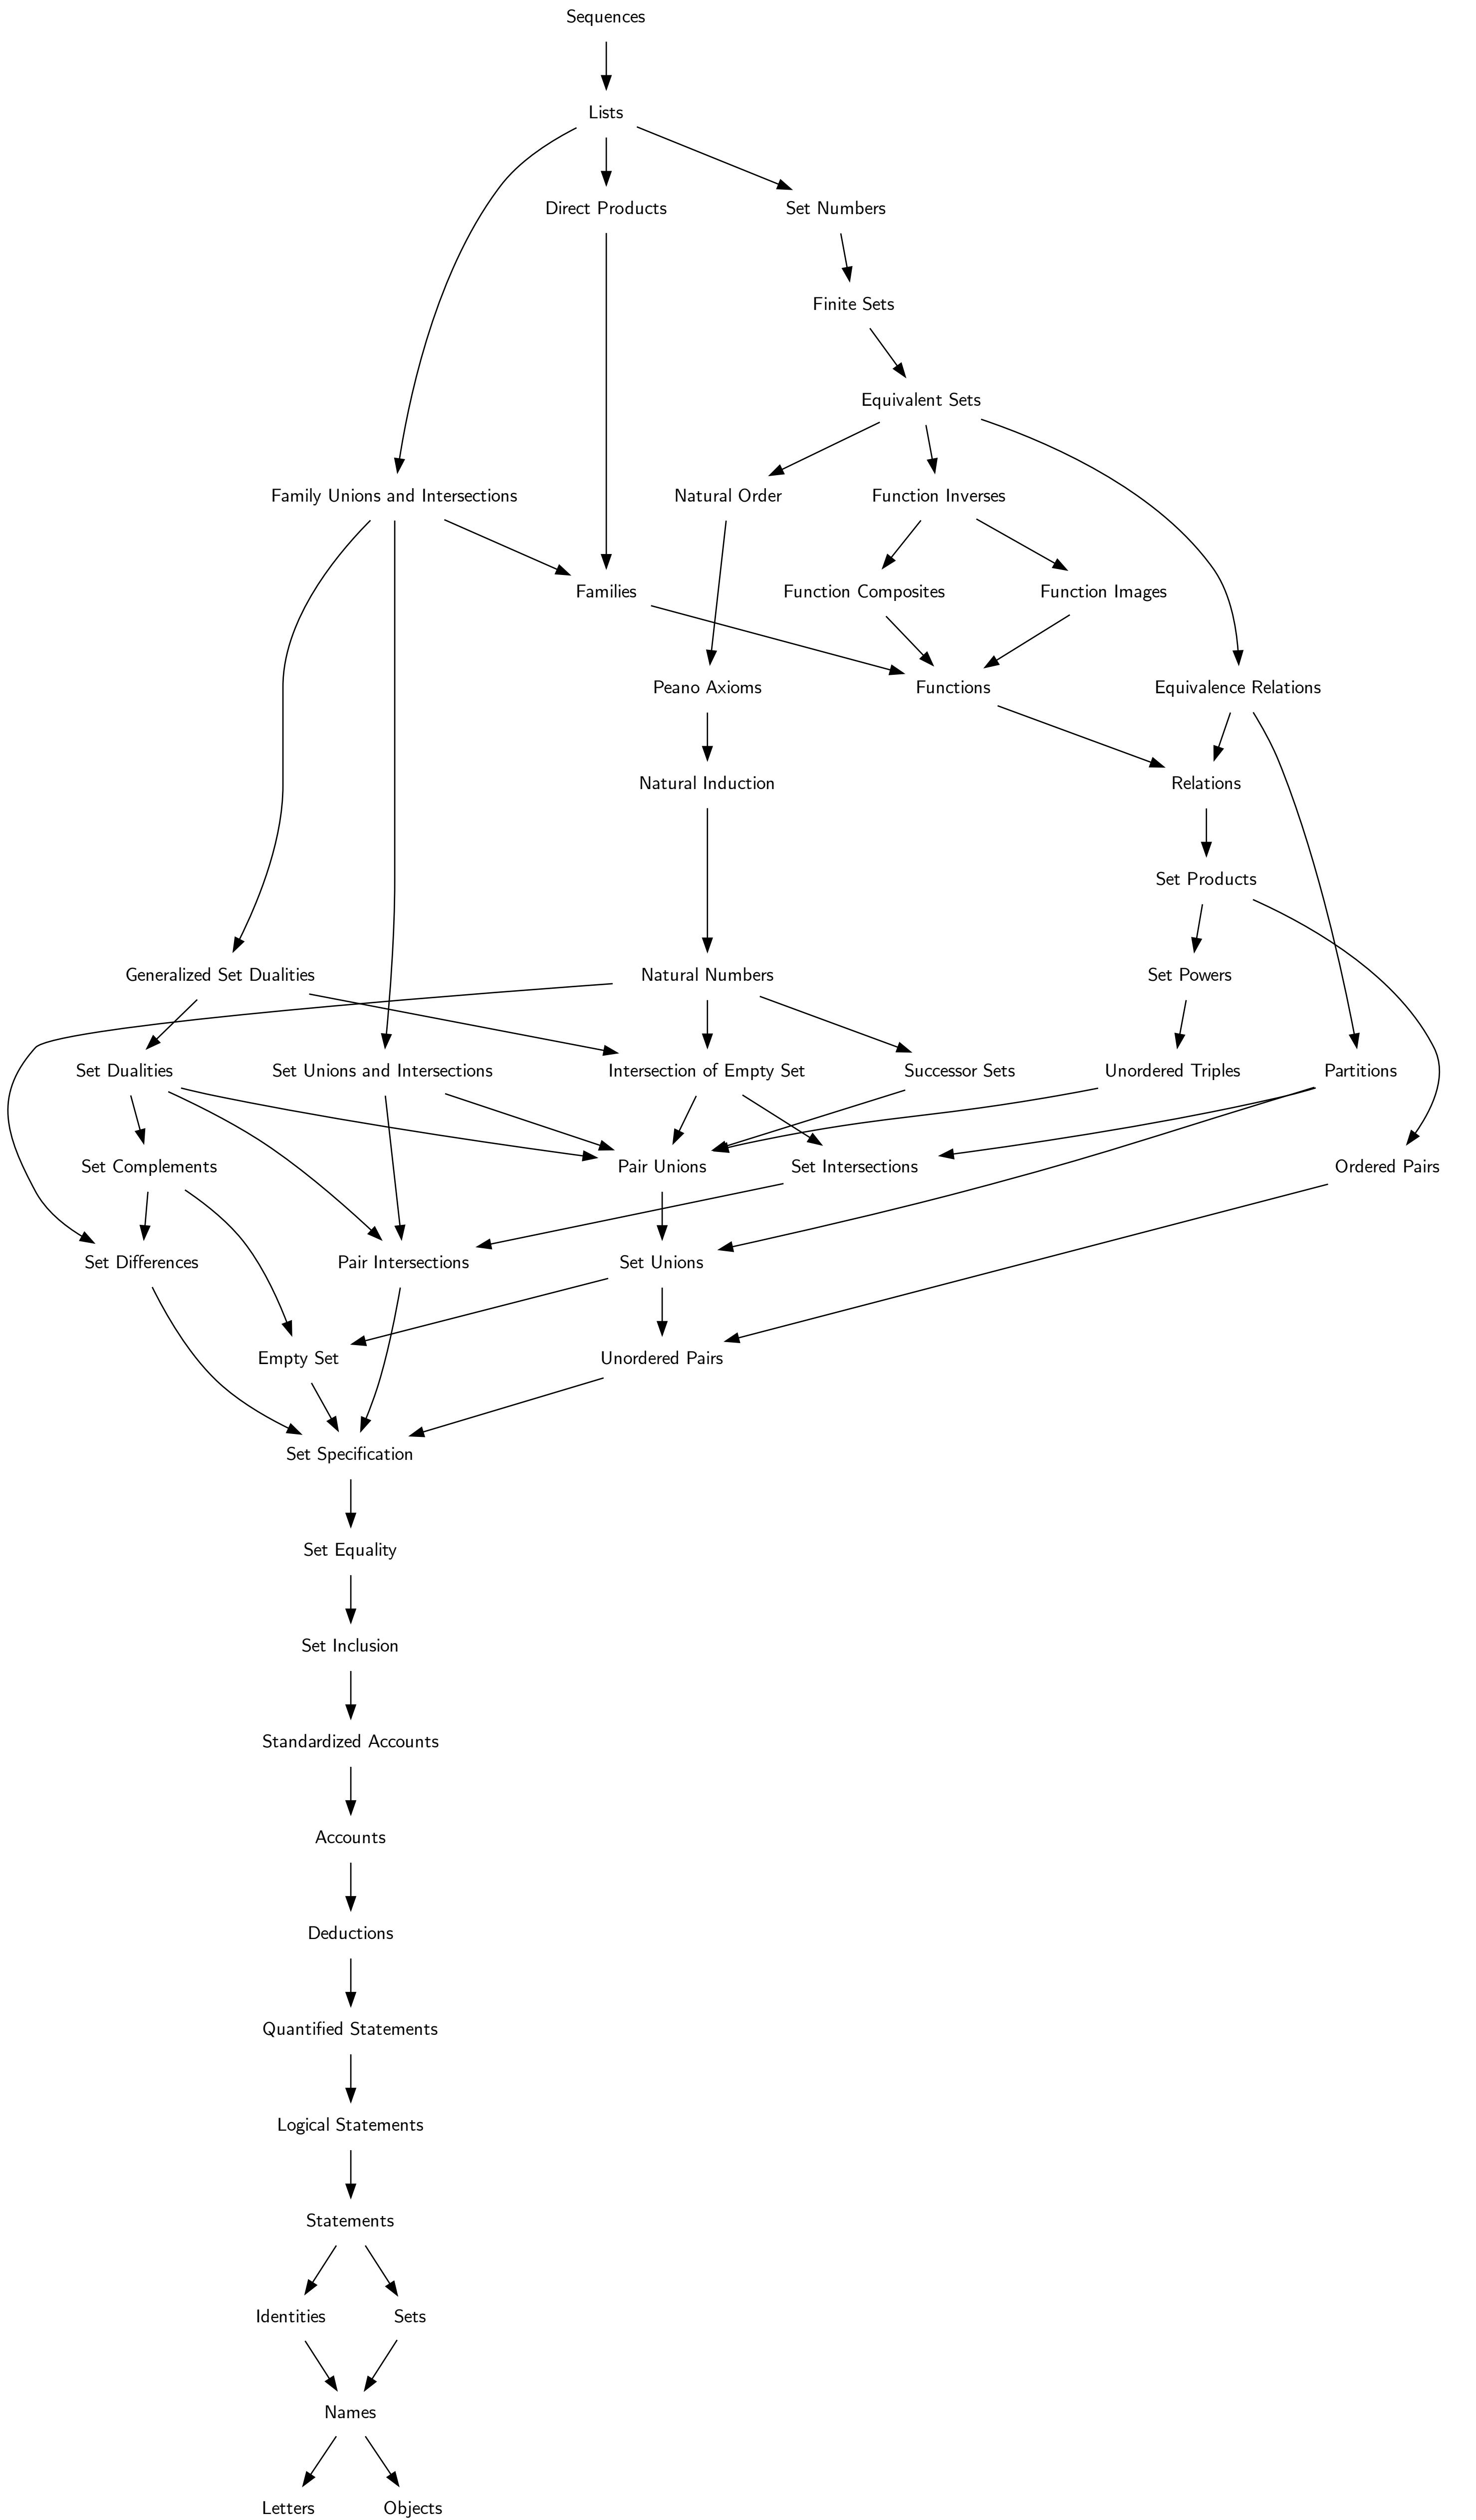 Sequences
Lists
Direct Products
Set Numbers
Finite Sets
Equivalent Sets
Family Unions and Intersections
Natural Order
Function Inverses
Families
Function Composites
Function Images
Peano Axioms
Functions
Equivalence Relations
Natural Induction
Relations
Set Products
Generalized Set Dualities
Natural Numbers
Set Powers
Set Dualities
Set Unions and Intersections
Intersection of Empty Set
Successor Sets
Unordered Triples
Partitions
Set Complements
Pair Unions
Set Intersections
Ordered Pairs
Set Differences
Pair Intersections
Set Unions
Empty Set
Unordered Pairs
Set Specification
Set Equality
Set Inclusion
Standardized Accounts
Accounts
Deductions
Quantified Statements
Logical Statements
Statements
Identities
Sets
Names
Letters
Objects